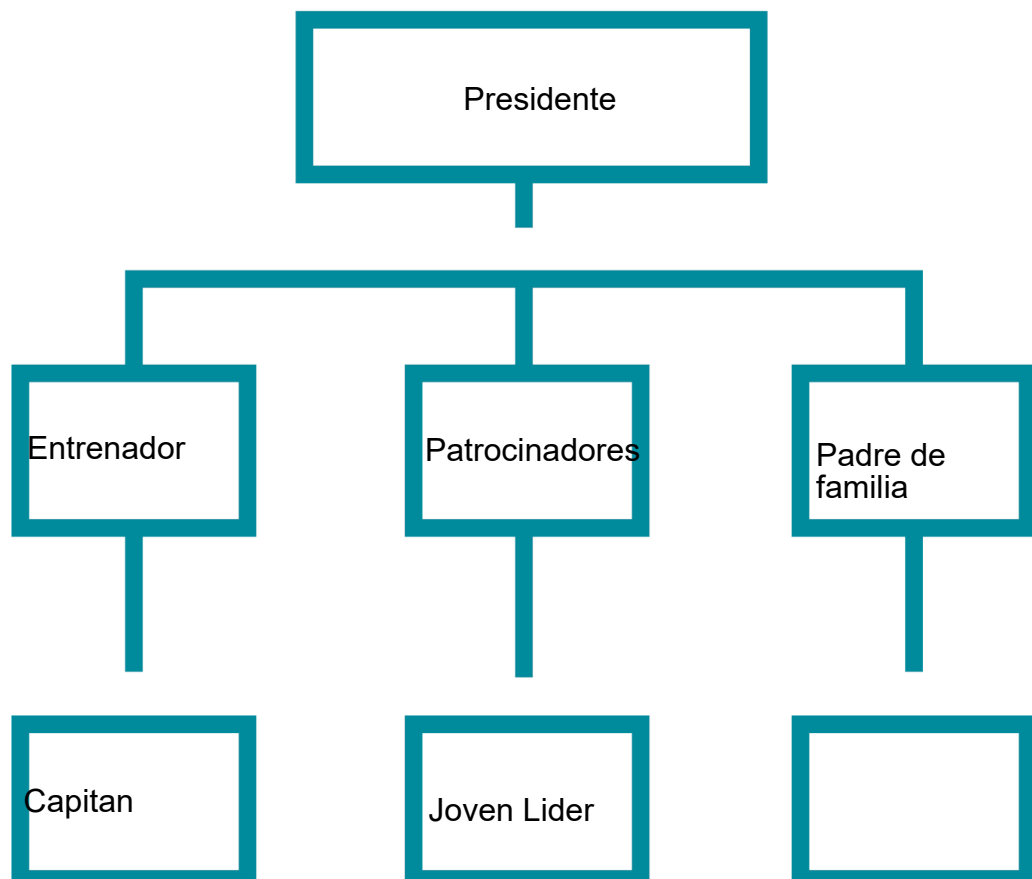 Presidente
Entrenador
Patrocinadores
Padre de
familia
Capitan
Joven Lider